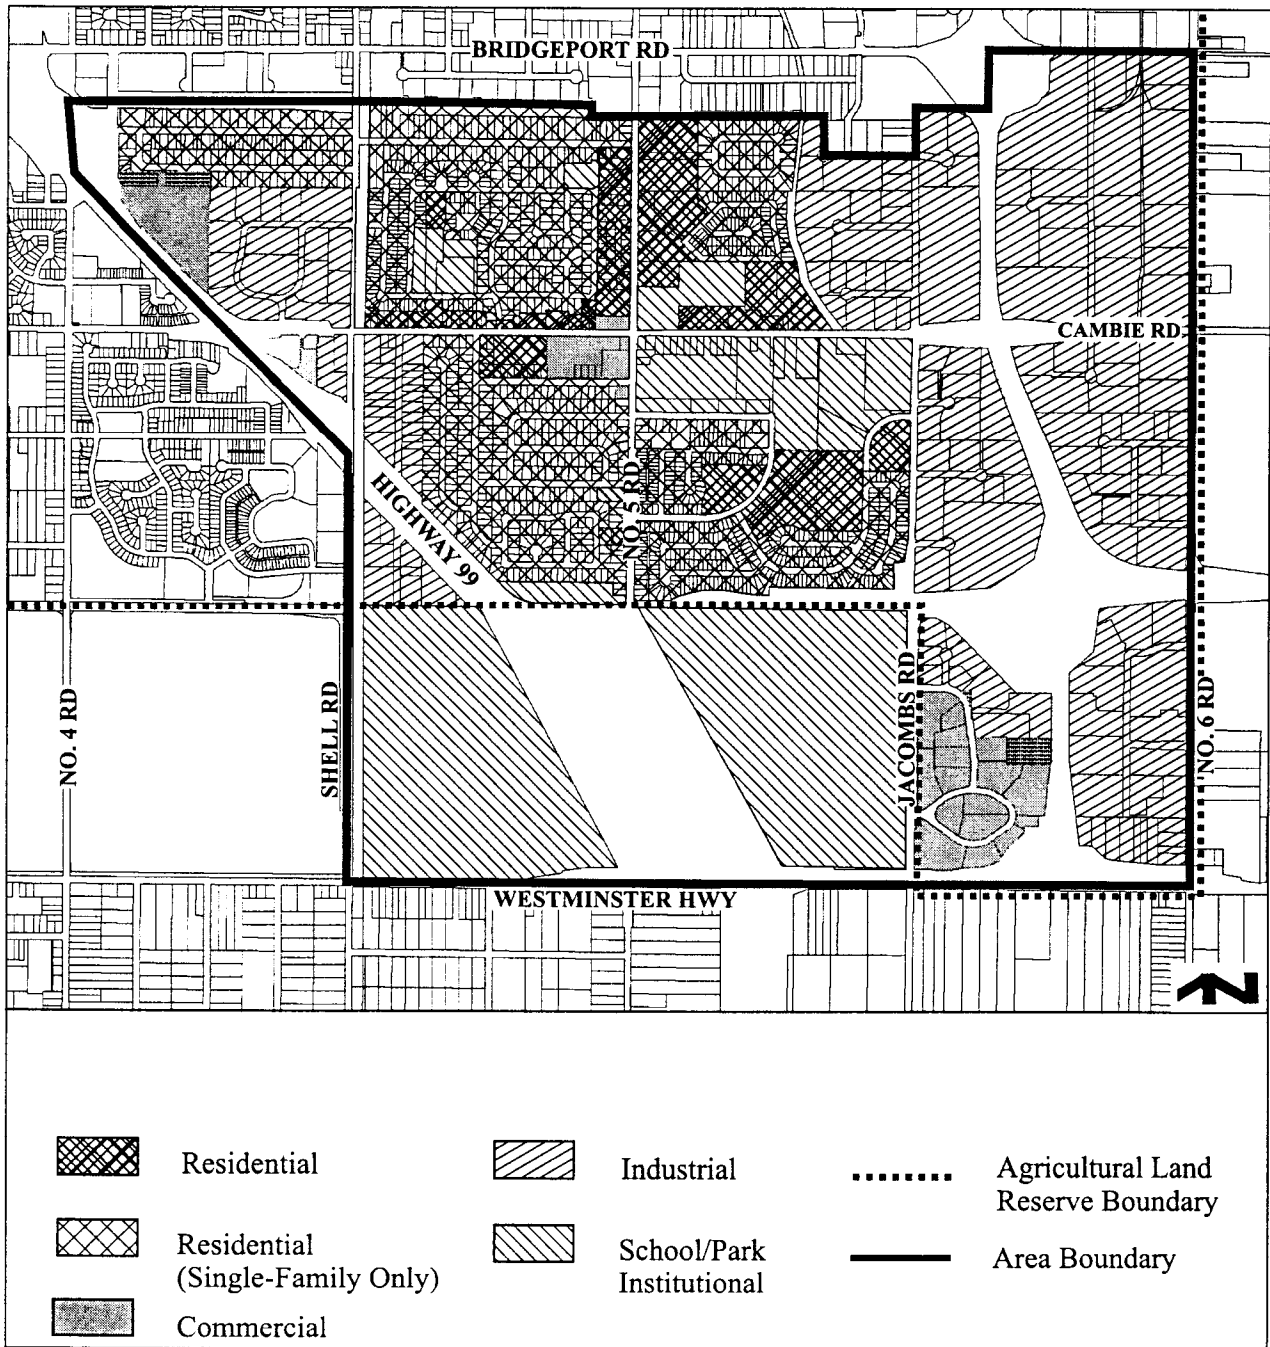 BRIDGEPORT RD
CAMBIE RD
HIGHWAY 99
NO. 5 RD
NO. 4 RD
SHELL RD
JACOMBS RD
NO. 6 RD
WESTMINSTER HWY
N
Residential
Industrial
Agricultural Land
Reserve Boundary
Residential
(Single-Family Only)
School/Park
Institutional
Area Boundary
Commercial